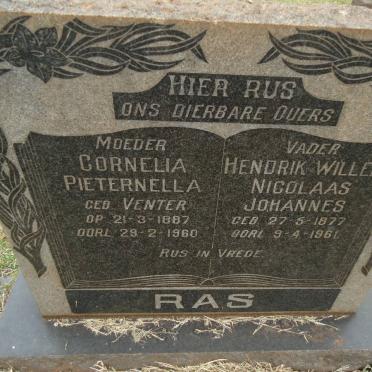 HIER RUS
ONS DIERBARE OUERS
MOEDER
CORNELIA
PIETERNELLA
GEB VENTER
OP 21-3-1887
OORL 29-2-1960
VADER
HENDRIK WILLE
NICOLAAS
JOHANNES
GEB. 27-5-1877
OORL 9-4-1961
RUS IN VREDE
RAS